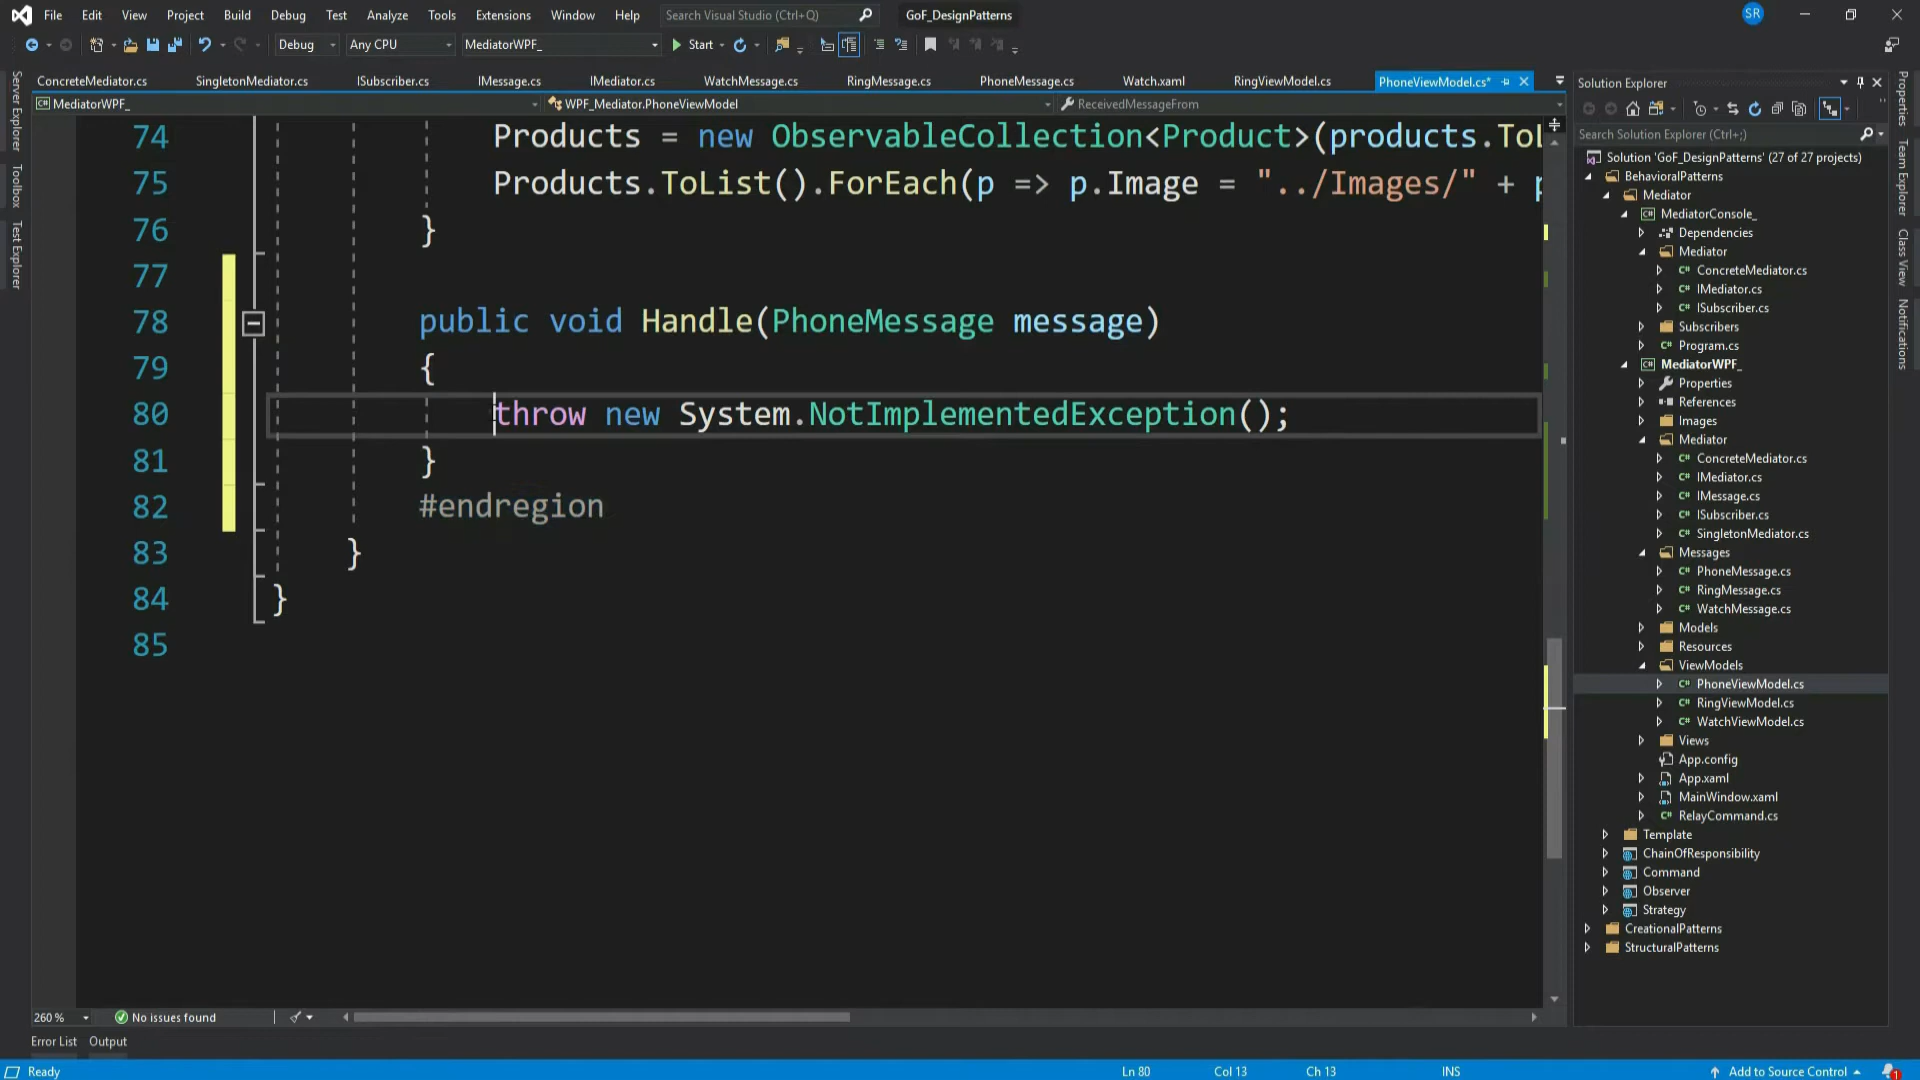 File Edit View Project Build Debug Test Analyze Tools Extensions Window Help Search Visual Studio (Ctrl+Q) GoF_DesignPatterns SR
Debug Any CPU MediatorWPF_ Start
ConcreteMediator.cs SingletonMediator.cs ISubscriber.cs IMessage.cs IMediator.cs WatchMessage.cs RingMessage.cs PhoneMessage.cs Watch.xaml RingViewModel.cs PhoneViewModel.cs*
MediatorWPF_ WPF_Mediator.PhoneViewModel ReceivedMessageFrom
74 Products = new ObservableCollection<Product>(products.ToL
75 Products.ToList().ForEach(p => p.Image = "../Images/" + p
76 }
77
78 public void Handle(PhoneMessage message)
79 {
80 throw new System.NotImplementedException();
81 }
82 #endregion
83 }
84 }
85
260 % No issues found
Error List Output
Ready Ln 80 Col 13 Ch 13 INS Add to Source Control 1
Server Explorer
Toolbox
Test Explorer
Solution Explorer
Search Solution Explorer (Ctrl+;)
Solution 'GoF_DesignPatterns' (27 of 27 projects)
BehavioralPatterns
Mediator
MediatorConsole_
Dependencies
Mediator
ConcreteMediator.cs
IMediator.cs
ISubscriber.cs
Subscribers
Program.cs
MediatorWPF_
Properties
References
Images
Mediator
ConcreteMediator.cs
IMediator.cs
IMessage.cs
ISubscriber.cs
SingletonMediator.cs
Messages
PhoneMessage.cs
RingMessage.cs
WatchMessage.cs
Models
Resources
ViewModels
PhoneViewModel.cs
RingViewModel.cs
WatchViewModel.cs
Views
App.config
App.xaml
MainWindow.xaml
RelayCommand.cs
Template
ChainOfResponsibility
Command
Observer
Strategy
CreationalPatterns
StructuralPatterns
Properties
Team Explorer
Class View
Notifications